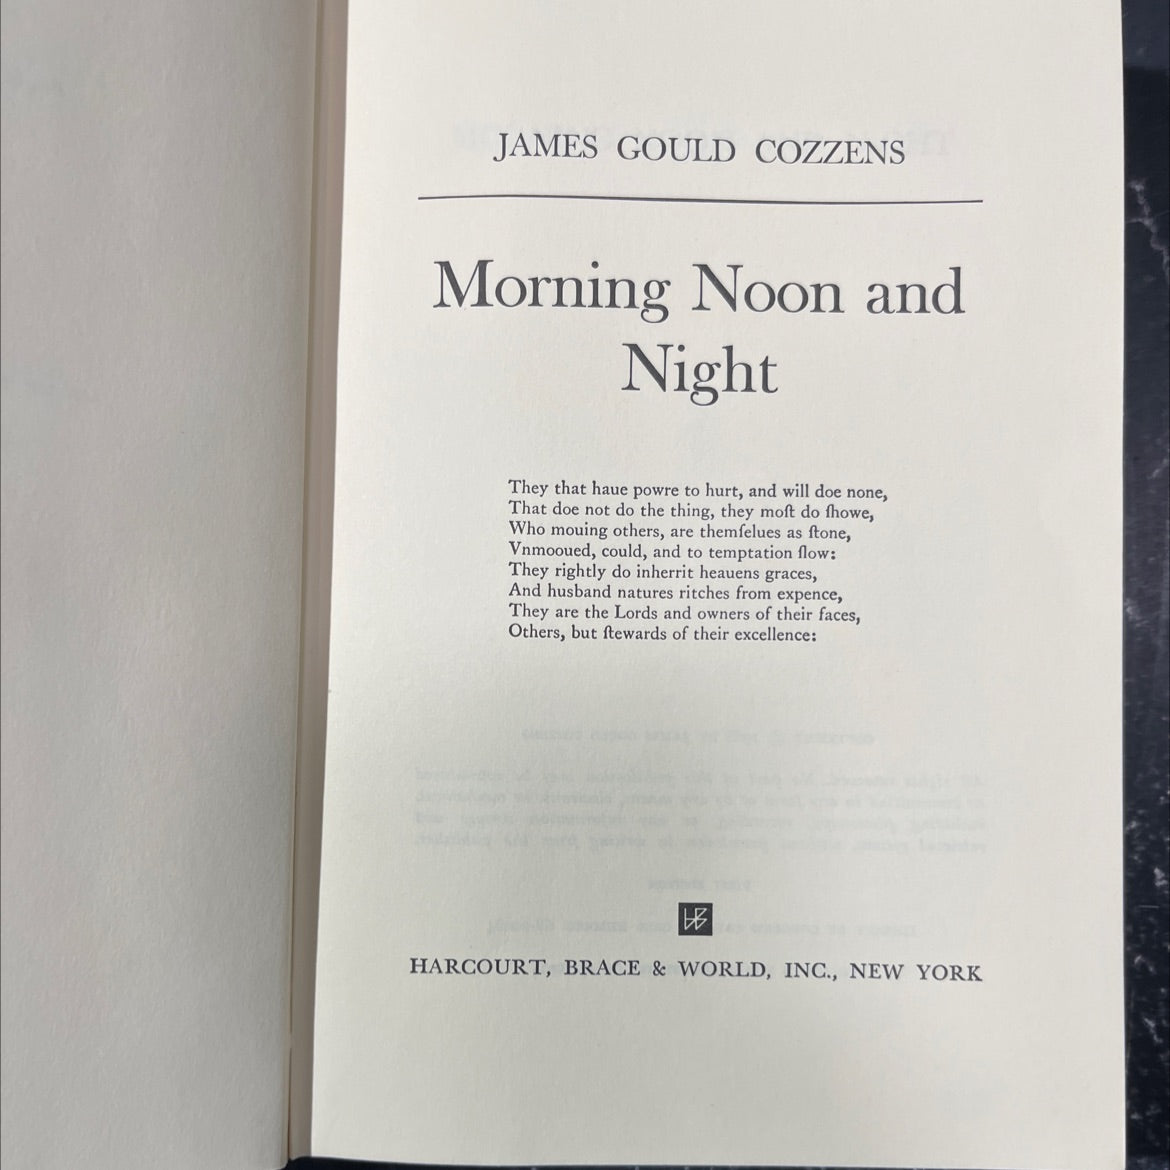 JAMES GOULD COZZENS
Morning Noon and
Night
They that haue powre to hurt, and will doe none,
That doe not do the thing, they moſt do ſhowe,
Who mouing others, are themſelues as ſtone,
Vnmooued, could, and to temptation ſlow:
They rightly do inherrit heauens graces,
And husband natures ritches from expence,
They are the Lords and owners of their faces,
Others, but ſtewards of their excellence:
HB
HARCOURT, BRACE & WORLD, INC., NEW YORK